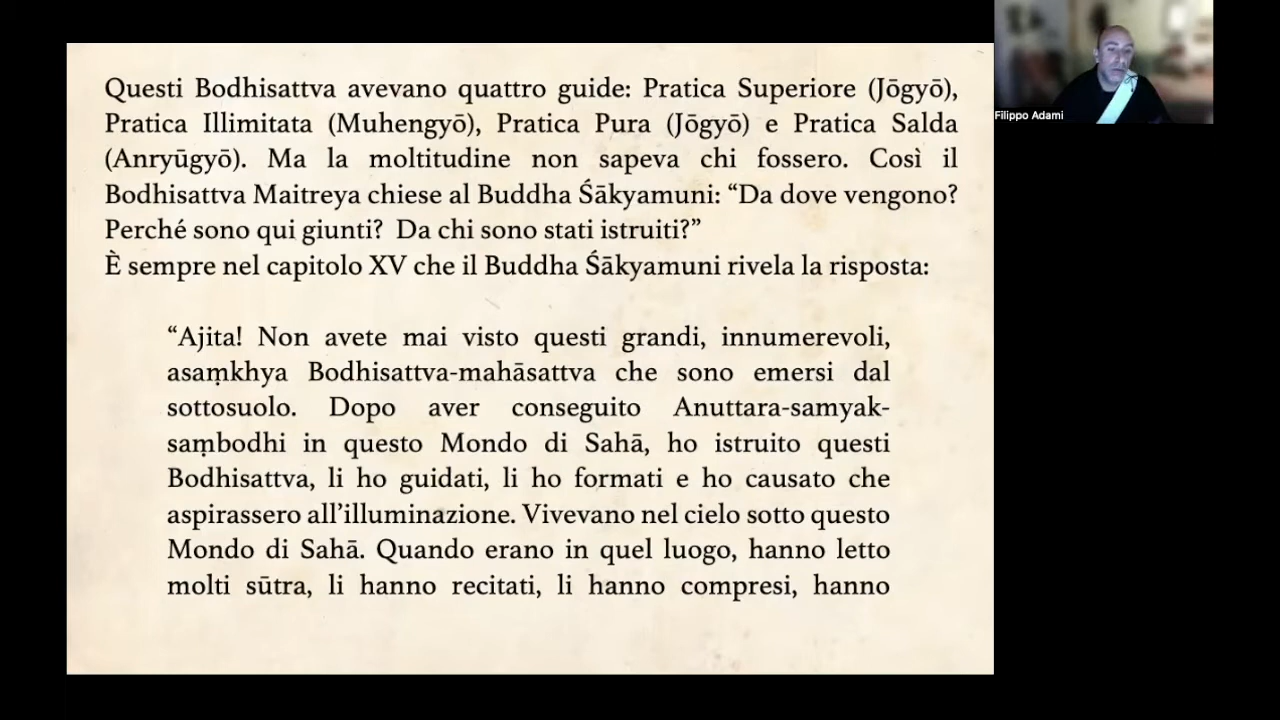 Questi Bodhisattva avevano quattro guide: Pratica Superiore (Jōgyō),
Pratica Illimitata (Muhengyō), Pratica Pura (Jōgyō) e Pratica Salda
(Anryūgyō). Ma la moltitudine non sapeva chi fossero. Così il
Bodhisattva Maitreya chiese al Buddha Śākyamuni: “Da dove vengono?
Perché sono qui giunti?  Da chi sono stati istruiti?”
È sempre nel capitolo XV che il Buddha Śākyamuni rivela la risposta:
“Ajita! Non avete mai visto questi grandi, innumerevoli,
asaṃkhya Bodhisattva-mahāsattva che sono emersi dal
sottosuolo. Dopo aver conseguito Anuttara-samyak-
saṃbodhi in questo Mondo di Sahā, ho istruito questi
Bodhisattva, li ho guidati, li ho formati e ho causato che
aspirassero all’illuminazione. Vivevano nel cielo sotto questo
Mondo di Sahā. Quando erano in quel luogo, hanno letto
molti sūtra, li hanno recitati, li hanno compresi, hanno
Filippo Adami